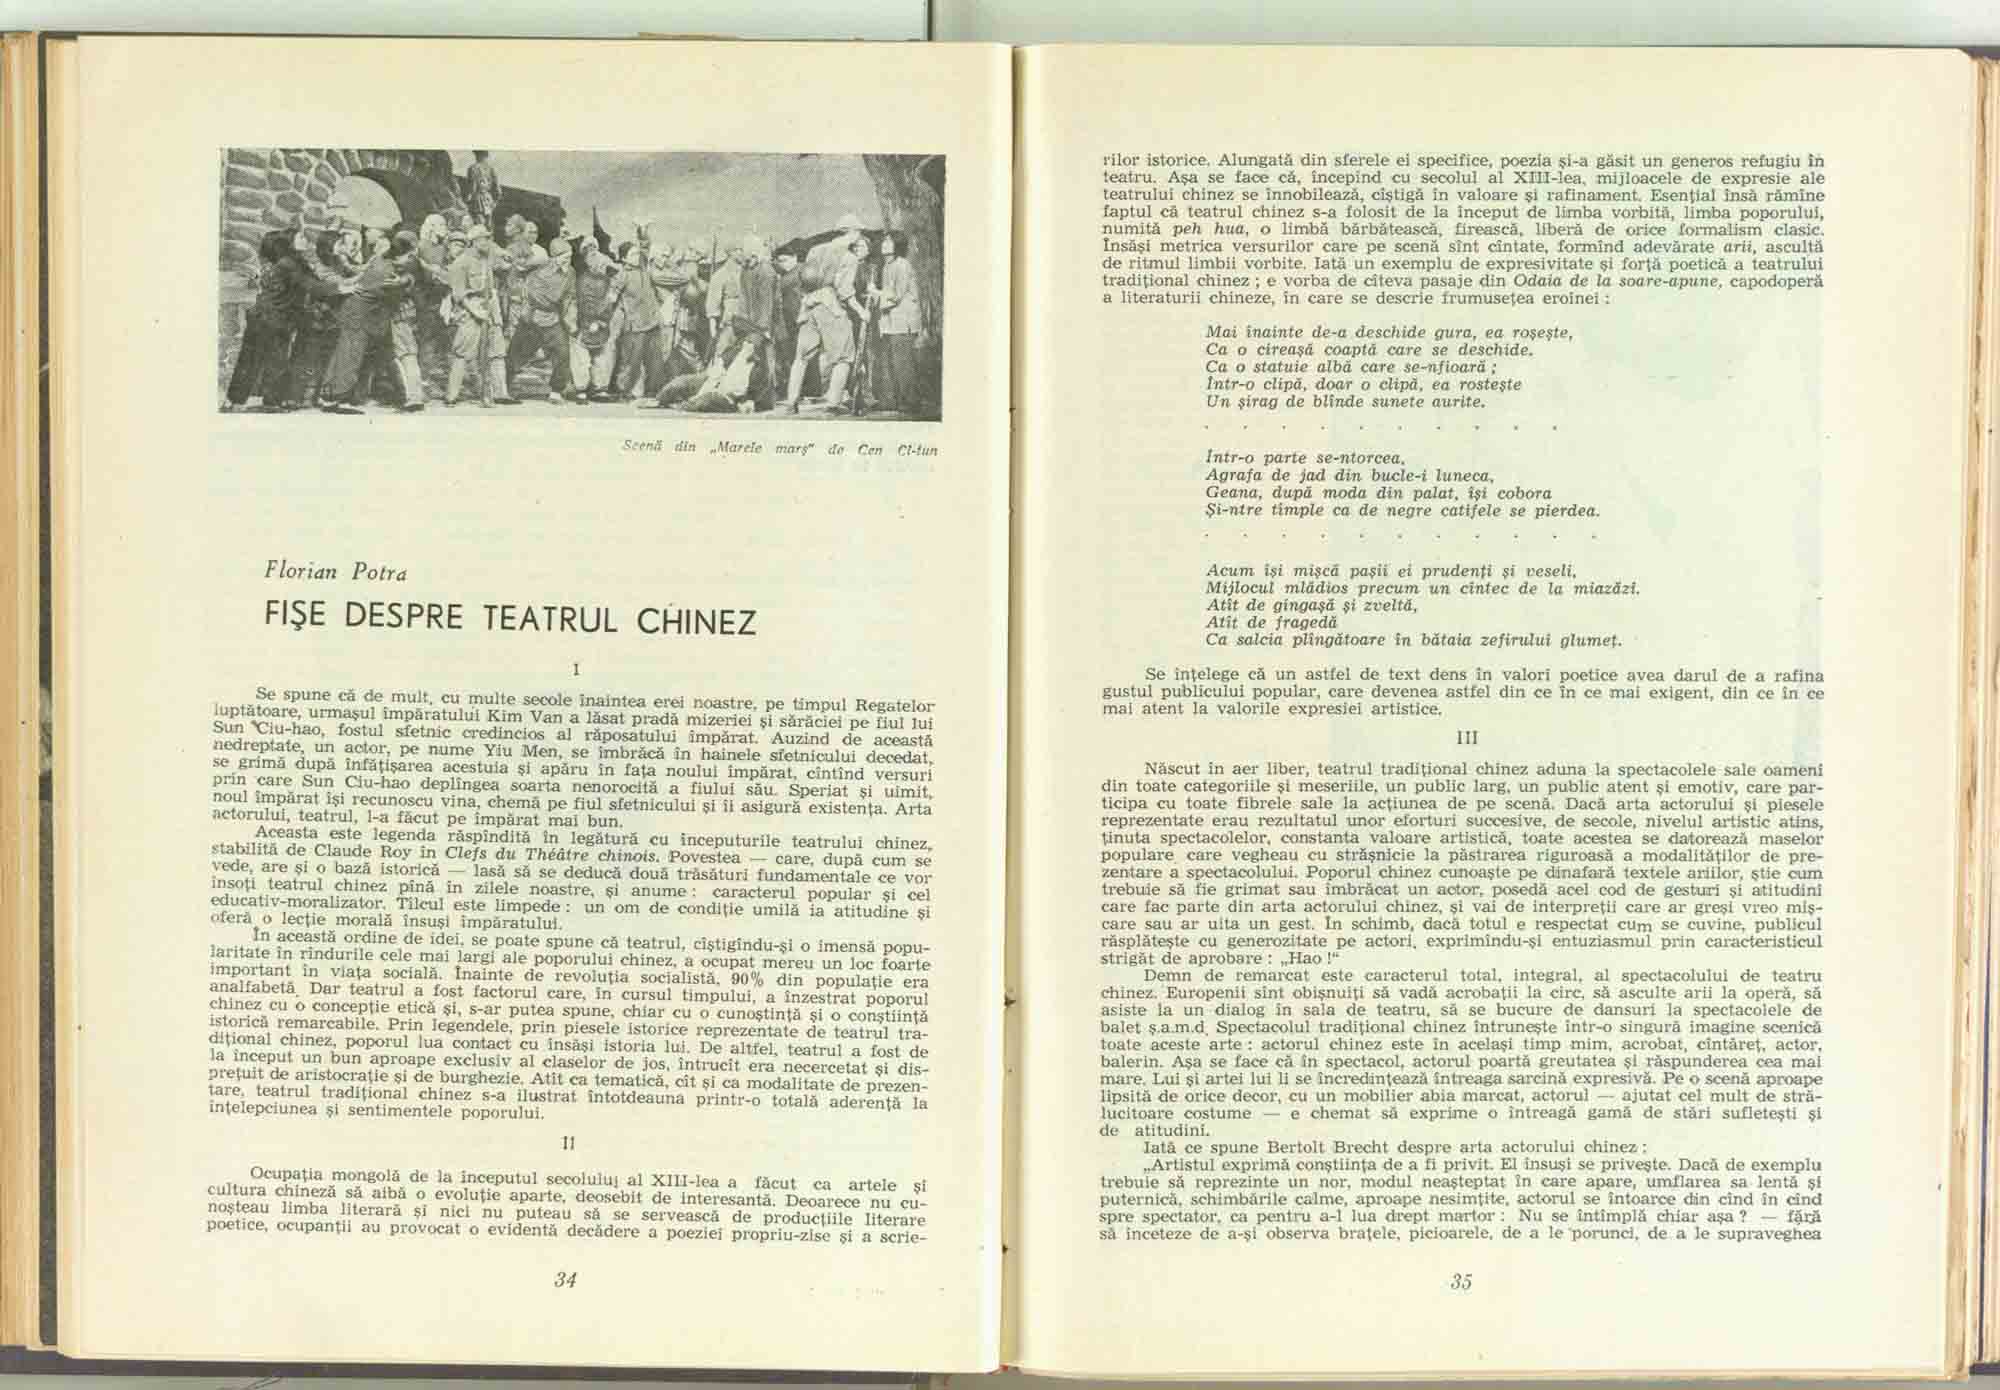 Scenă din „Marele marș" de Cen Ci-tun
Florian Potra
FIȘE DESPRE TEATRUL CHINEZ
I
Se spune că de mult, cu multe secole înaintea erei noastre, pe timpul Regatelor
luptătoare, urmașul împăratului Kim Van a lăsat pradă mizeriei și sărăciei pe fiul lui
Sun Ciu-hao, fostul sfetnic credincios al răposatului împărat. Auzind de această
nedreptate, un actor, pe nume Yiu Men, se îmbrăcă în hainele sfetnicului decedat,
se grimă după înfățișarea acestuia și apăru în fața noului împărat, cîntînd versuri
prin care Sun Ciu-hao deplîngea soarta nenorocită a fiului său. Speriat și uimit,
noul împărat își recunoscu vina, chemă pe fiul sfetnicului și îi asigură existența. Arta
actorului, teatrul, l-a făcut pe împărat mai bun.
Aceasta este legenda răspîndită în legătură cu începuturile teatrului chinez,
stabilită de Claude Roy în Clefs du Théâtre chinois. Povestea — care, după cum se
vede, are și o bază istorică — lasă să se deducă două trăsături fundamentale ce vor
însoți teatrul chinez pînă în zilele noastre, și anume : caracterul popular și cel
educativ-moralizator. Tîlcul este limpede : un om de condiție umilă ia atitudine și
oferă o lecție morală însuși împăratului.
În această ordine de idei, se poate spune că teatrul, cîștigîndu-și o imensă popu-
laritate în rîndurile cele mai largi ale poporului chinez, a ocupat mereu un loc foarte
important în viața socială. Înainte de revoluția socialistă, 90% din populație era
analfabetă. Dar teatrul a fost factorul care, în cursul timpului, a înzestrat poporul
chinez cu o concepție etică și, s-ar putea spune, chiar cu o cunoștință și o conștiință
istorică remarcabile. Prin legendele, prin piesele istorice reprezentate de teatrul tra-
dițional chinez, poporul lua contact cu însăși istoria lui. De altfel, teatrul a fost de
la început un bun aproape exclusiv al claselor de jos, întrucît era necercetat și dis-
prețuit de aristocrație și de burghezie. Atît ca tematică, cît și ca modalitate de prezen-
tare, teatrul tradițional chinez s-a ilustrat întotdeauna printr-o totală aderență la
înțelepciunea și sentimentele poporului.
II
Ocupația mongolă de la începutul secolului al XIII-lea a făcut ca artele și
cultura chineză să aibă o evoluție aparte, deosebit de interesantă. Deoarece nu cu-
noșteau limba literară și nici nu puteau să se servească de producțiile literare
poetice, ocupanții au provocat o evidentă decădere a poeziei propriu-zise și a scrie-
34
rilor istorice. Alungată din sferele ei specifice, poezia și-a găsit un generos refugiu în
teatru. Așa se face că, începînd cu secolul al XIII-lea, mijloacele de expresie ale
teatrului chinez se înnobilează, cîștigă în valoare și rafinament. Esențial însă rămîne
faptul că teatrul chinez s-a folosit de la început de limba vorbită, limba poporului,
numită peh hua, o limbă bărbătească, firească, liberă de orice formalism clasic.
Însăși metrica versurilor care pe scenă sînt cîntate, formînd adevărate arii, ascultă
de ritmul limbii vorbite. Iată un exemplu de expresivitate și forță poetică a teatrului
tradițional chinez ; e vorba de cîteva pasaje din Odaia de la soare-apune, capodoperă
a literaturii chineze, în care se descrie frumusețea eroinei :
Mai înainte de-a deschide gura, ea roșește,
Ca o cireașă coaptă care se deschide.
Ca o statuie albă care se-nfioară ;
Într-o clipă, doar o clipă, ea rostește
Un șirag de blînde sunete aurite.
. . . . . . . . . .
Într-o parte se-ntorcea,
Agrafa de jad din bucle-i luneca,
Geana, după moda din palat, își cobora
Și-ntre tîmple ca de negre catifele se pierdea.
. . . . . . . . . . .
Acum își mișcă pașii ei prudenți și veseli,
Mijlocul mlădios precum un cîntec de la miazăzi.
Atît de gingașă și zveltă,
Atît de fragedă
Ca salcia plîngătoare în bătaia zefirului glumeț.
Se înțelege că un astfel de text dens în valori poetice avea darul de a rafina
gustul publicului popular, care devenea astfel din ce în ce mai exigent, din ce în ce
mai atent la valorile expresiei artistice.
III
Născut în aer liber, teatrul tradițional chinez aduna la spectacolele sale oameni
din toate categoriile și meseriile, un public larg, un public atent și emotiv, care par-
ticipa cu toate fibrele sale la acțiunea de pe scenă. Dacă arta actorului și piesele
reprezentate erau rezultatul unor eforturi succesive, de secole, nivelul artistic atins,
ținuta spectacolelor, constanta valoare artistică, toate acestea se datorează maselor
populare care vegheau cu strășnicie la păstrarea riguroasă a modalităților de pre-
zentare a spectacolului. Poporul chinez cunoaște pe dinafară textele ariilor, știe cum
trebuie să fie grimat sau îmbrăcat un actor, posedă acel cod de gesturi și atitudini
care fac parte din arta actorului chinez, și vai de interpreții care ar greși vreo miș-
care sau ar uita un gest. În schimb, dacă totul e respectat cum se cuvine, publicul
răsplătește cu generozitate pe actori, exprimîndu-și entuziasmul prin caracteristicul
strigăt de aprobare : „Hao !"
Demn de remarcat este caracterul total, integral, al spectacolului de teatru
chinez. Europenii sînt obișnuiți să vadă acrobații la circ, să asculte arii la operă, să
asiste la un dialog în sala de teatru, să se bucure de dansuri la spectacolele de
balet ș.a.m.d. Spectacolul tradițional chinez întrunește într-o singură imagine scenică
toate aceste arte : actorul chinez este în același timp mim, acrobat, cîntăreț, actor,
balerin. Așa se face că în spectacol, actorul poartă greutatea și răspunderea cea mai
mare. Lui și artei lui li se încredințează întreaga sarcină expresivă. Pe o scenă aproape
lipsită de orice decor, cu un mobilier abia marcat, actorul — ajutat cel mult de stră-
lucitoare costume — e chemat să exprime o întreagă gamă de stări sufletești și
de atitudini.
Iată ce spune Bertolt Brecht despre arta actorului chinez :
„Artistul exprimă conștiința de a fi privit. El însuși se privește. Dacă de exemplu
trebuie să reprezinte un nor, modul neașteptat în care apare, umflarea sa lentă și
puternică, schimbările calme, aproape nesimțite, actorul se întoarce din cînd în cînd
spre spectator, ca pentru a-l lua drept martor : Nu se întîmplă chiar așa ? — fără
să înceteze de a-și observa brațele, picioarele, de a le porunci, de a le supraveghea
35